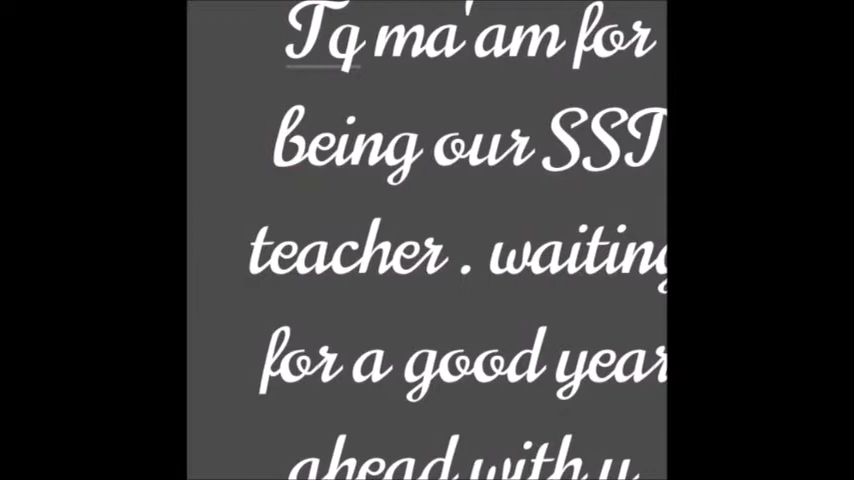 Tq ma'am for
being our SST
teacher . waiting
for a good year
ahead with u